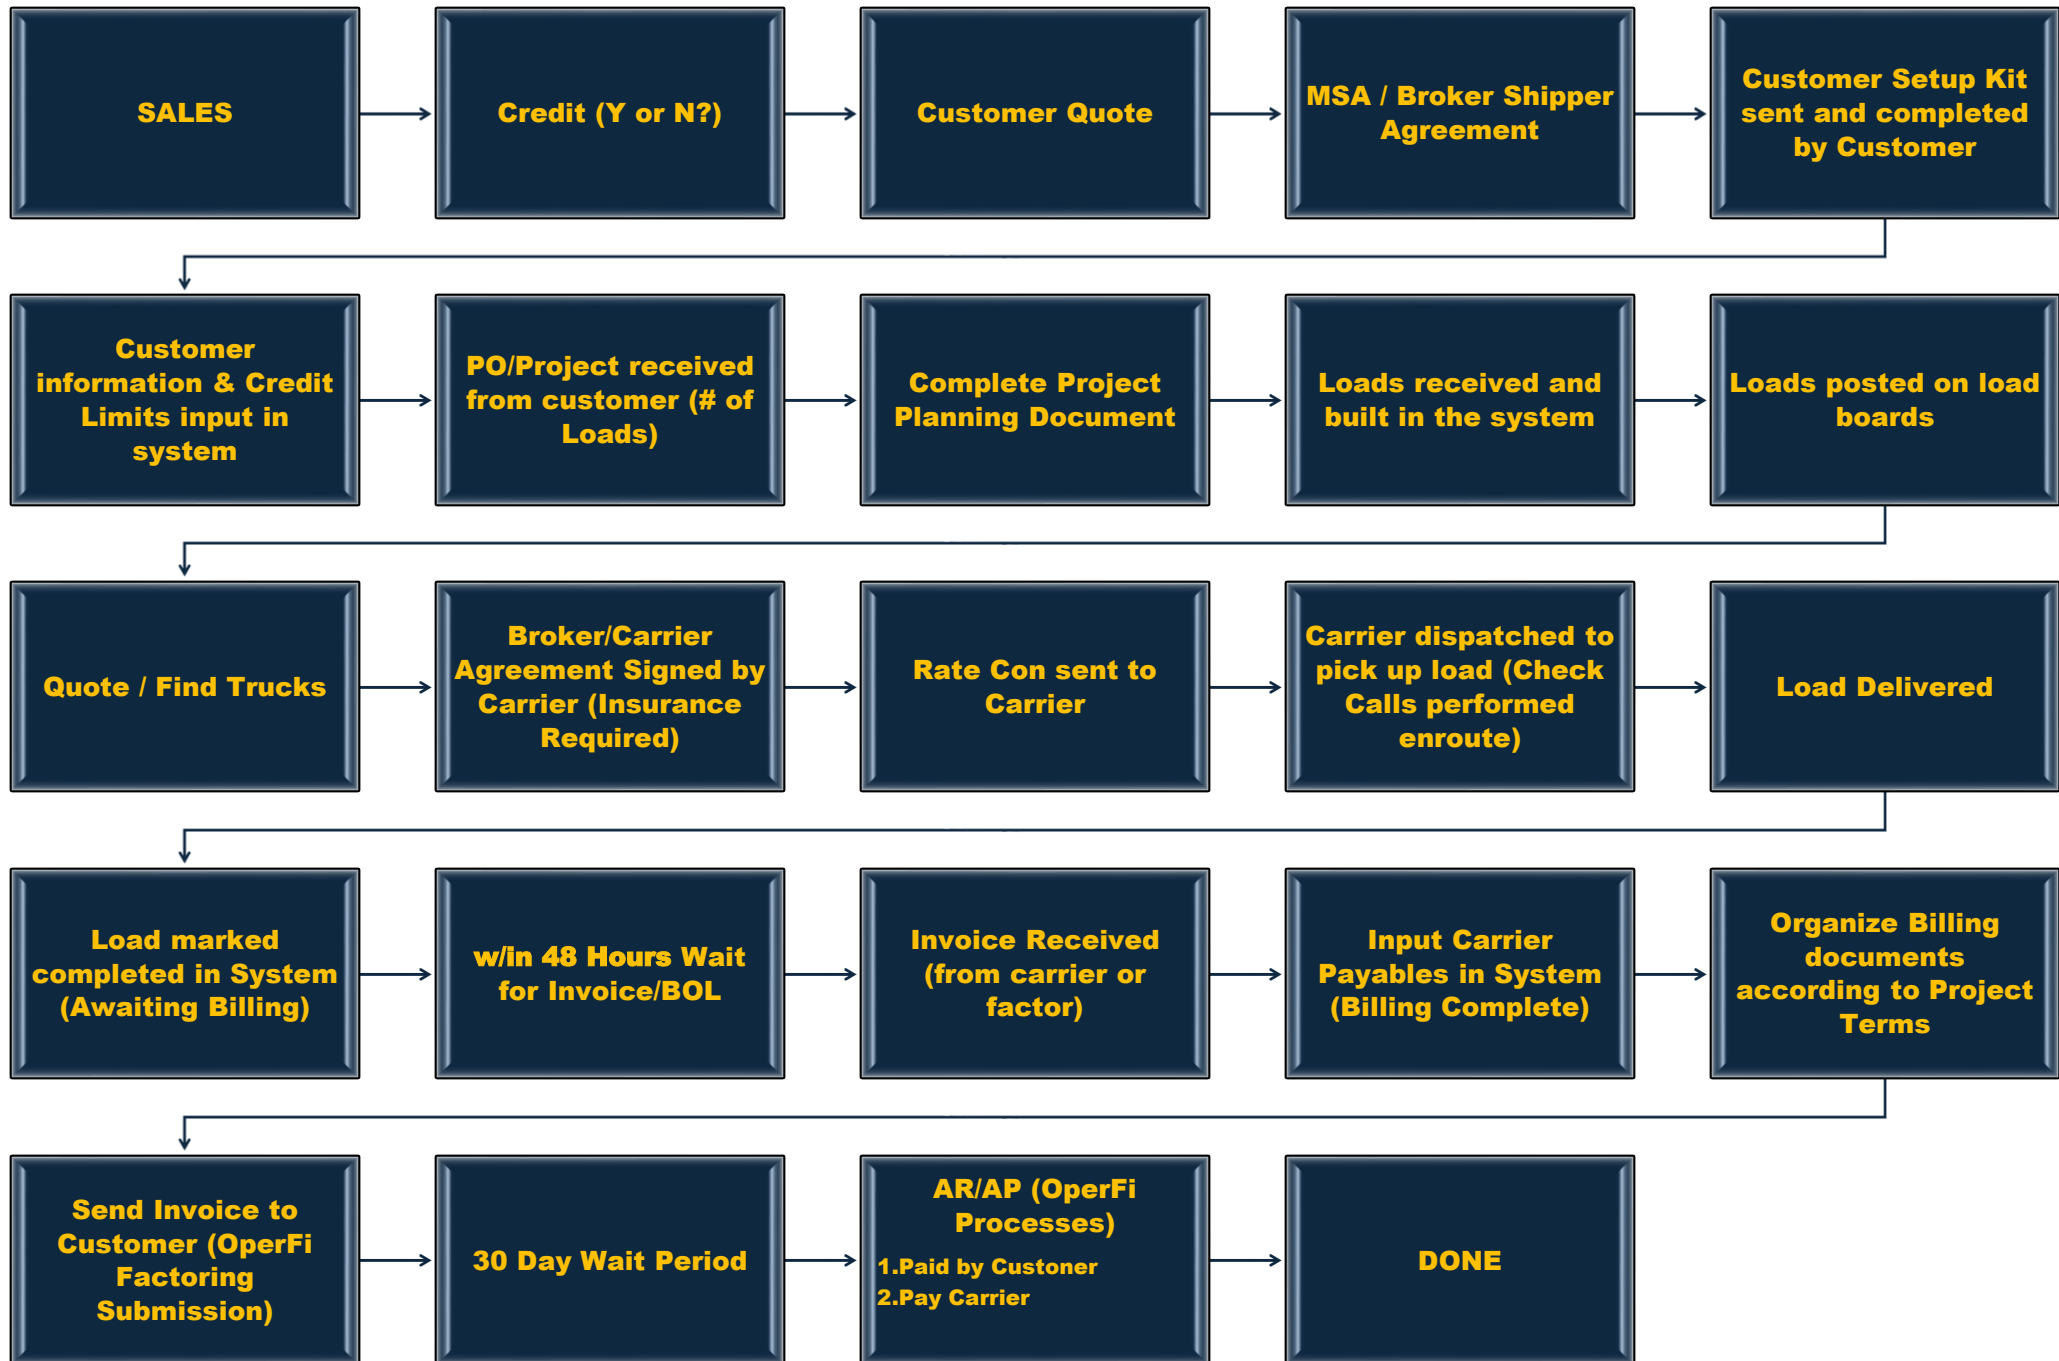 SALES
Credit (Y or N?)
Customer Quote
MSA / Broker Shipper
Agreement
Customer Setup Kit
sent and completed
by Customer
Customer
information & Credit
Limits input in
system
PO/Project received
from customer (# of
Loads)
Complete Project
Planning Document
Loads received and
built in the system
Loads posted on load
boards
Quote / Find Trucks
Broker/Carrier
Agreement Signed by
Carrier (Insurance
Required)
Rate Con sent to
Carrier
Carrier dispatched to
pick up load (Check
Calls performed
enroute)
Load Delivered
Load marked
completed in System
(Awaiting Billing)
w/in 48 Hours Wait
for Invoice/BOL
Invoice Received
(from carrier or
factor)
Input Carrier
Payables in System
(Billing Complete)
Organize Billing
documents
according to Project
Terms
Send Invoice to
Customer (OperFi
Factoring
Submission)
30 Day Wait Period
AR/AP (OperFi
Processes)
1.Paid by Custoner
2.Pay Carrier
DONE